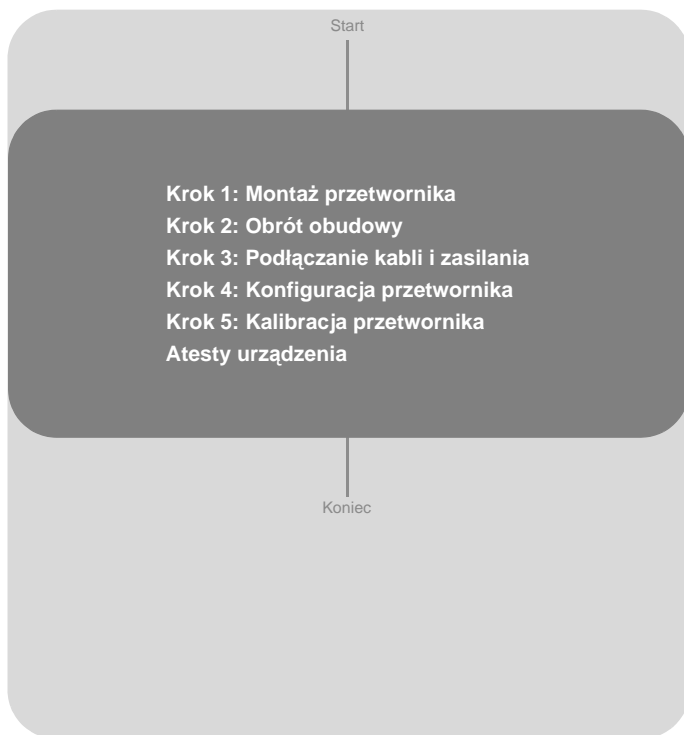 Start
Krok 1: Montaż przetwornika
Krok 2: Obrót obudowy
Krok 3: Podłączanie kabli i zasilania
Krok 4: Konfiguracja przetwornika
Krok 5: Kalibracja przetwornika
Atesty urządzenia
Koniec